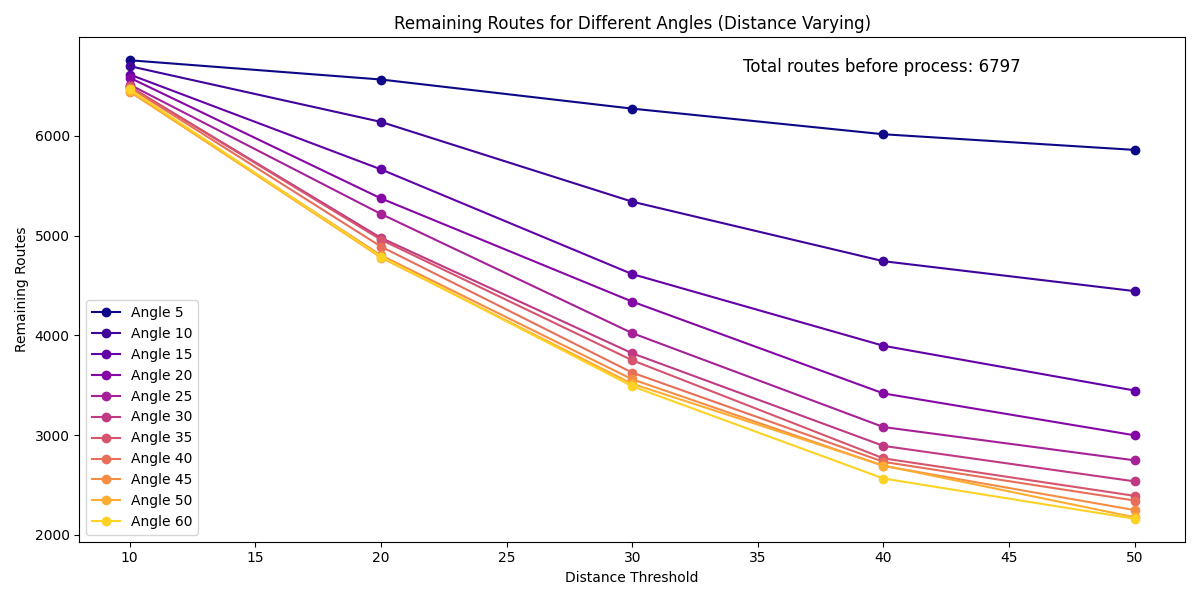 Remaining Routes for Different Angles (Distance Varying)
Total routes before process: 6797
Remaining Routes
6000
5000
4000
3000
2000
Angle 5
Angle 10
Angle 15
Angle 20
Angle 25
Angle 30
Angle 35
Angle 40
Angle 45
Angle 50
Angle 60
10 15 20 25 30 35 40 45 50
Distance Threshold